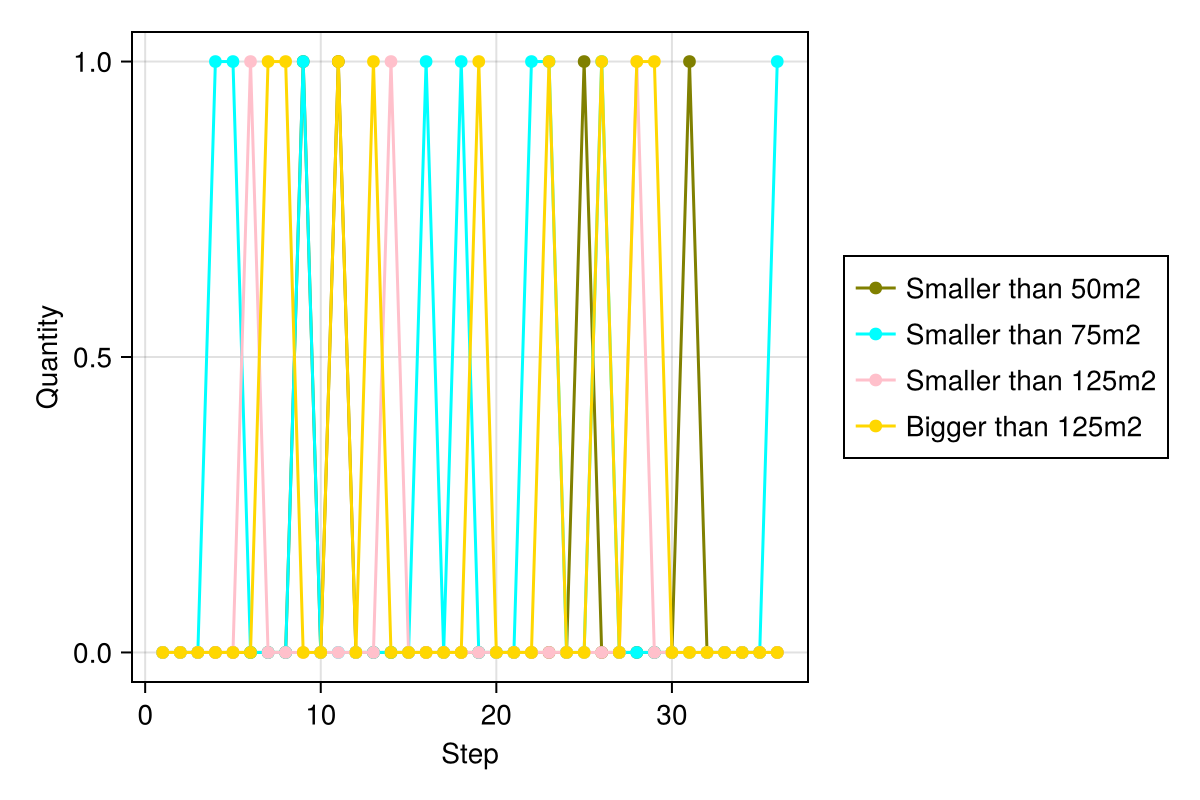 1.0
0.5
0.0
Quantity
0
10
20
30
Step
Smaller than 50m2
Smaller than 75m2
Smaller than 125m2
Bigger than 125m2